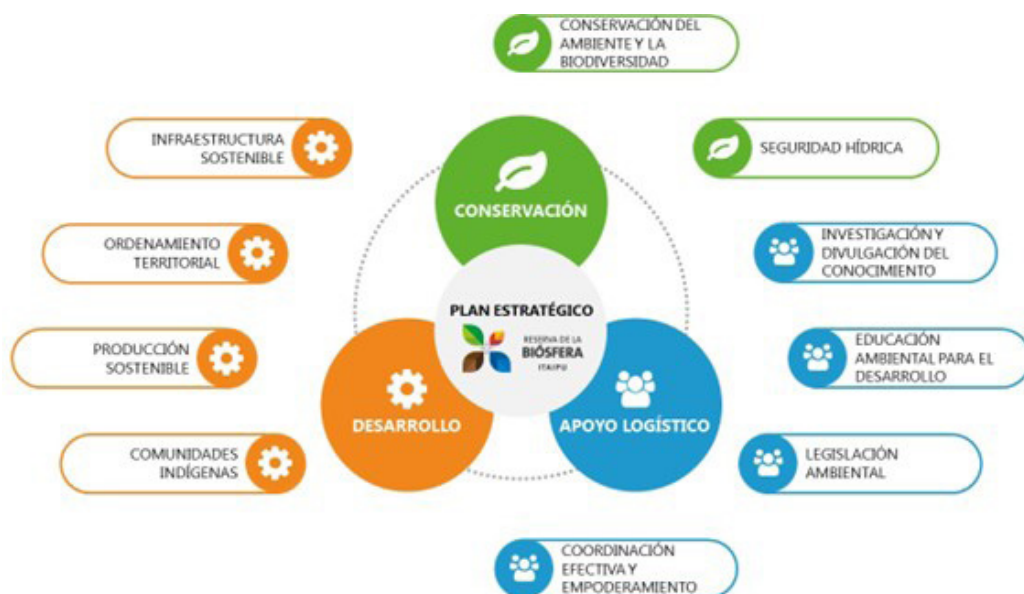 CONSERVACIÓN DEL
AMBIENTE Y LA
BIODIVERSIDAD
INFRAESTRUCTURA
SOSTENIBLE
SEGURIDAD HÍDRICA
CONSERVACIÓN
ORDENAMIENTO
TERRITORIAL
INVESTIGACIÓN Y
DIVULGACIÓN DEL
CONOCIMIENTO
PLAN ESTRATÉGICO
RESERVA DE LA
BIÓSFERA
ITAIPU
PRODUCCIÓN
SOSTENIBLE
EDUCACIÓN
AMBIENTAL PARA EL
DESARROLLO
DESARROLLO
APOYO LOGÍSTICO
COMUNIDADES
INDÍGENAS
LEGISLACIÓN
AMBIENTAL
COORDINACIÓN
EFECTIVA Y
EMPODERAMIENTO